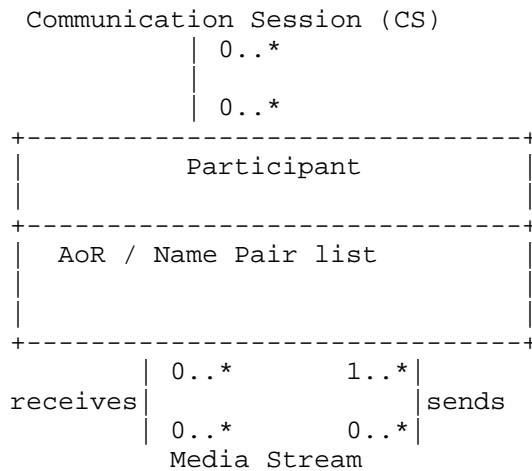 Communication Session (CS)
| 0..*
|
| 0..*
+-------------------------------+
| Participant |
| |
+-------------------------------+
| AoR / Name Pair list |
| |
| |
+-------------------------------+
| 0..* 1..*|
receives| |sends
| 0..* 0..*|
Media Stream